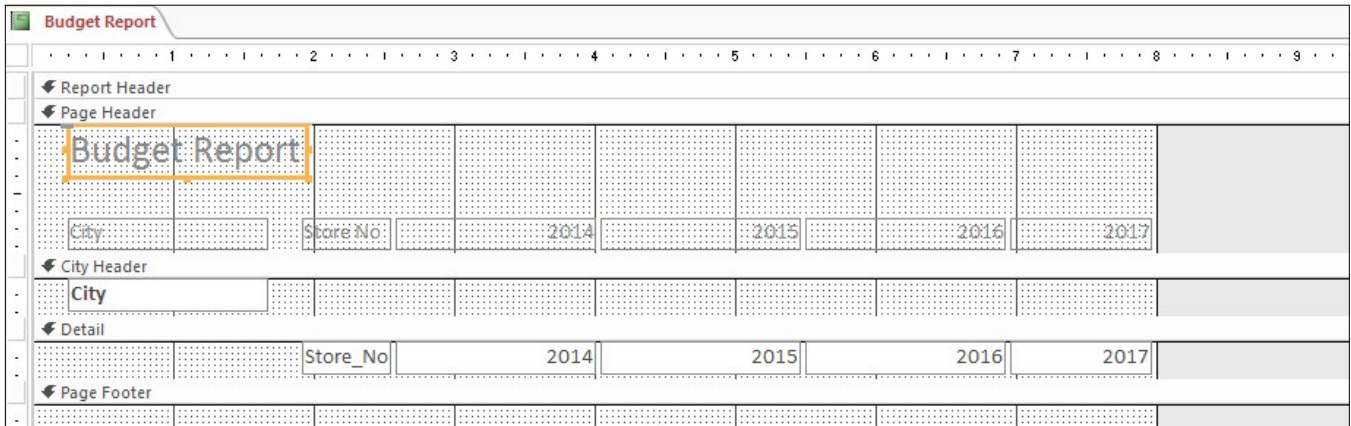 Budget Report
1 2 3 4 5 6 7 8 9
Report Header
Page Header
Budget Report
City Store No 2014 2015 2016 2017
City Header
City
Detail
Store_No 2014 2015 2016 2017
Page Footer